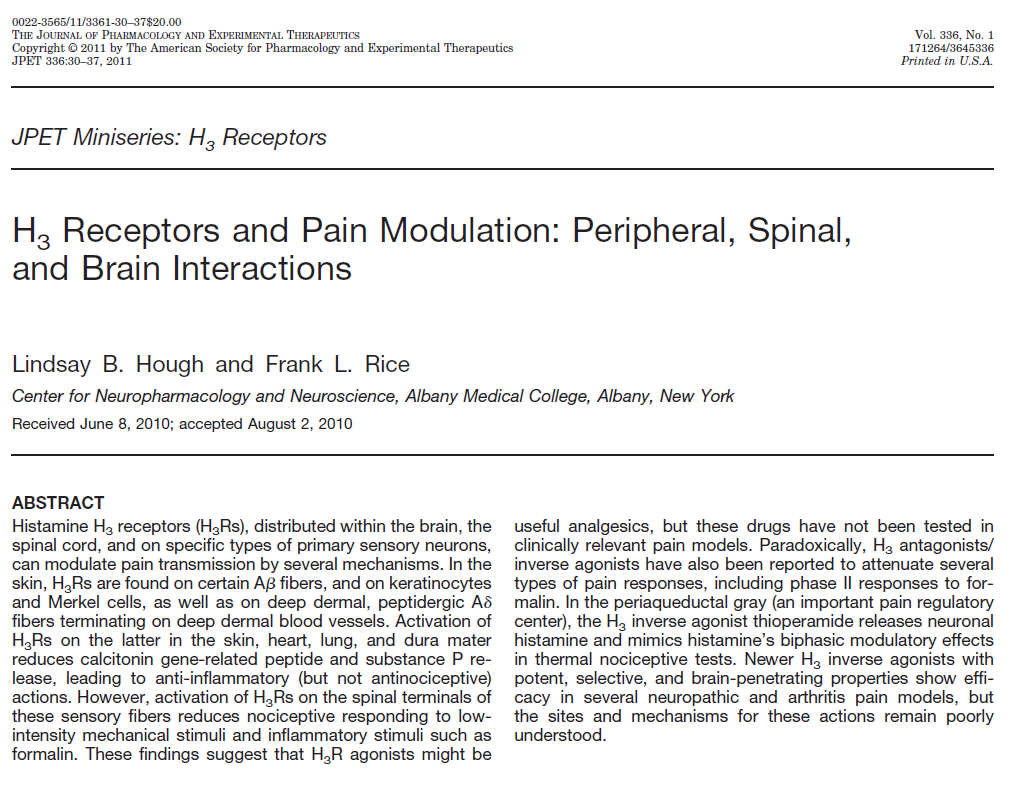 0022-3565/11/3361-30–37$20.00
THE JOURNAL OF PHARMACOLOGY AND EXPERIMENTAL THERAPEUTICS
Copyright © 2011 by The American Society for Pharmacology and Experimental Therapeutics
JPET 336:30–37, 2011
Vol. 336, No. 1
171264/3645336
Printed in U.S.A.
JPET Miniseries: H3 Receptors
H3 Receptors and Pain Modulation: Peripheral, Spinal,
and Brain Interactions
Lindsay B. Hough and Frank L. Rice
Center for Neuropharmacology and Neuroscience, Albany Medical College, Albany, New York
Received June 8, 2010; accepted August 2, 2010
ABSTRACT
Histamine H3 receptors (H3Rs), distributed within the brain, the
spinal cord, and on specific types of primary sensory neurons,
can modulate pain transmission by several mechanisms. In the
skin, H3Rs are found on certain Aβ fibers, and on keratinocytes
and Merkel cells, as well as on deep dermal, peptidergic Aδ
fibers terminating on deep dermal blood vessels. Activation of
H3Rs on the latter in the skin, heart, lung, and dura mater
reduces calcitonin gene-related peptide and substance P re-
lease, leading to anti-inflammatory (but not antinociceptive)
actions. However, activation of H3Rs on the spinal terminals of
these sensory fibers reduces nociceptive responding to low-
intensity mechanical stimuli and inflammatory stimuli such as
formalin. These findings suggest that H3R agonists might be
useful analgesics, but these drugs have not been tested in
clinically relevant pain models. Paradoxically, H3 antagonists/
inverse agonists have also been reported to attenuate several
types of pain responses, including phase II responses to for-
malin. In the periaqueductal gray (an important pain regulatory
center), the H3 inverse agonist thioperamide releases neuronal
histamine and mimics histamine's biphasic modulatory effects
in thermal nociceptive tests. Newer H3 inverse agonists with
potent, selective, and brain-penetrating properties show effi-
cacy in several neuropathic and arthritis pain models, but
the sites and mechanisms for these actions remain poorly
understood.